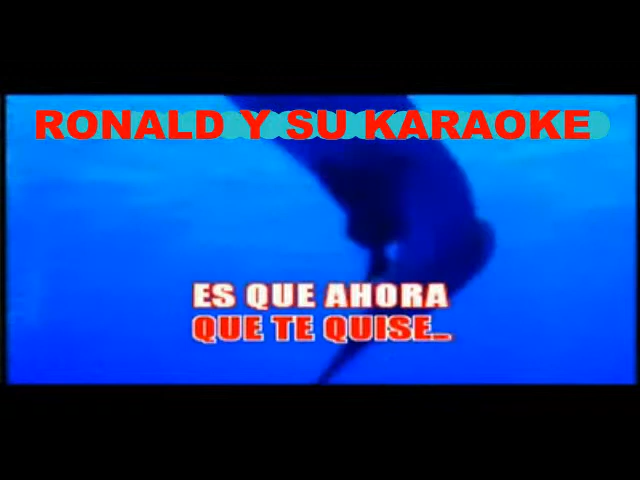 RONALD Y SU KARAOKE
ES QUE AHORA
QUE TE QUISE...